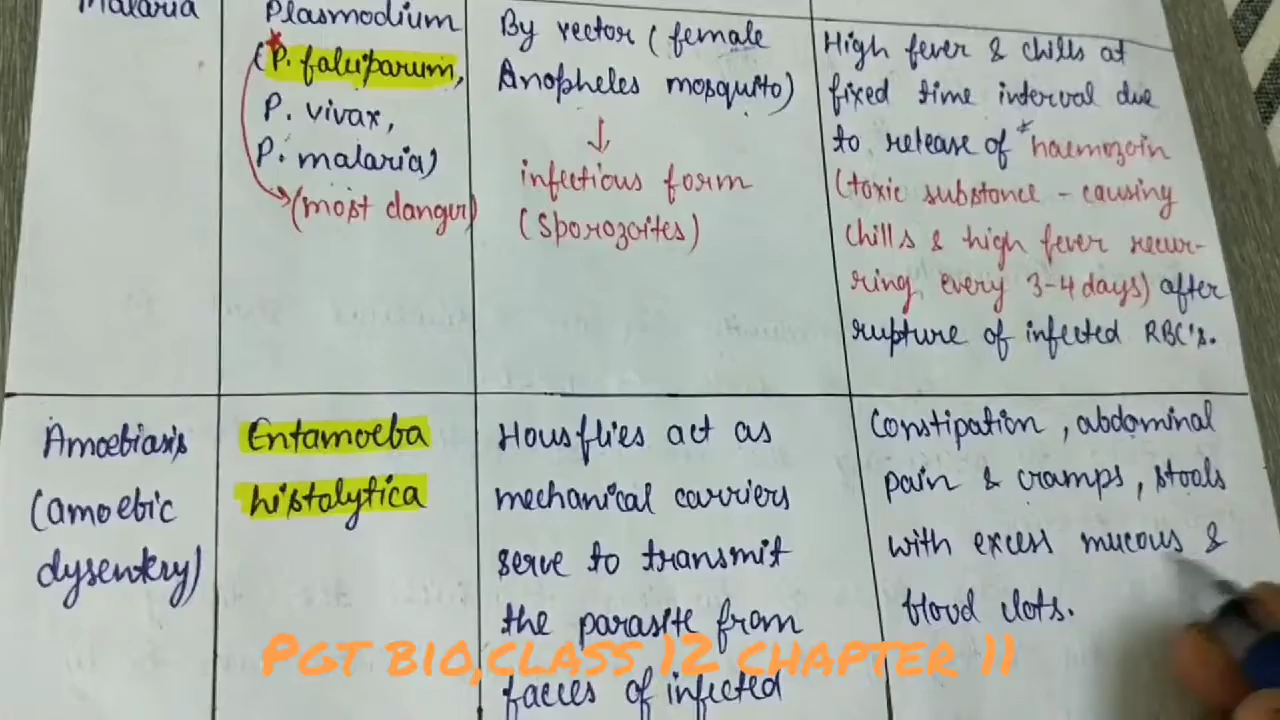 Malaria
Plasmodium
(P. falciparum,
P. vivax,
P. malaria)
(most danger)
By vector (female
Anopheles mosquito)
infectious form
(Sporozoites)
High fever & chills at
fixed time interval due
to release of *haemozoin
(toxic substance - causing
chills & high fever recur-
rring every 3-4 days) after
rupture of infected RBC's.
Amoebiasis
(amoebic
dysentery)
Entamoeba
histolytica
Housflies act as
mechanical carriers
serve to transmit
the parasite from
faeces of infected
Constipation, abdominal
pain & cramps, stools
with excess mucous &
blood clots.
Pgt bio,class 12 chapter 11